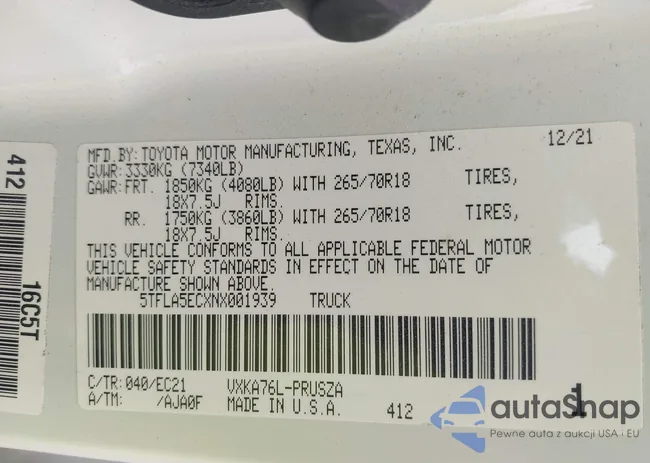 412
16C5T
MFD.BY:TOYOTA MOTOR MANUFACTURING, TEXAS, INC. 12/21
GVWR:3330KG (7340LB)
GAWR:FRT. 1850KG (4080LB) WITH 265/70R18 TIRES,
18X7.5J RIMS.
RR. 1750KG (3860LB) WITH 265/70R18 TIRES,
18X7.5J RIMS.
THIS VEHICLE CONFORMS TO ALL APPLICABLE FEDERAL MOTOR
VEHICLE SAFETY STANDARDS IN EFFECT ON THE DATE OF
MANUFACTURE SHOWN ABOVE.
5TFLA5ECXNX001939 TRUCK
C/TR:040/EC21 VXKA76L-PRUSZA
A/TM: /AJA0F MADE IN U.S.A. 412 1
autaSnap
Pewne auta z aukcji USA i EU